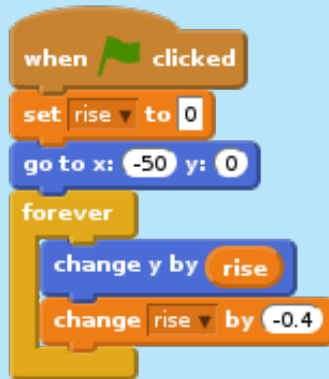 when clicked
set rise to 0
go to x: -50 y: 0
forever
change y by rise
change rise by -0.4